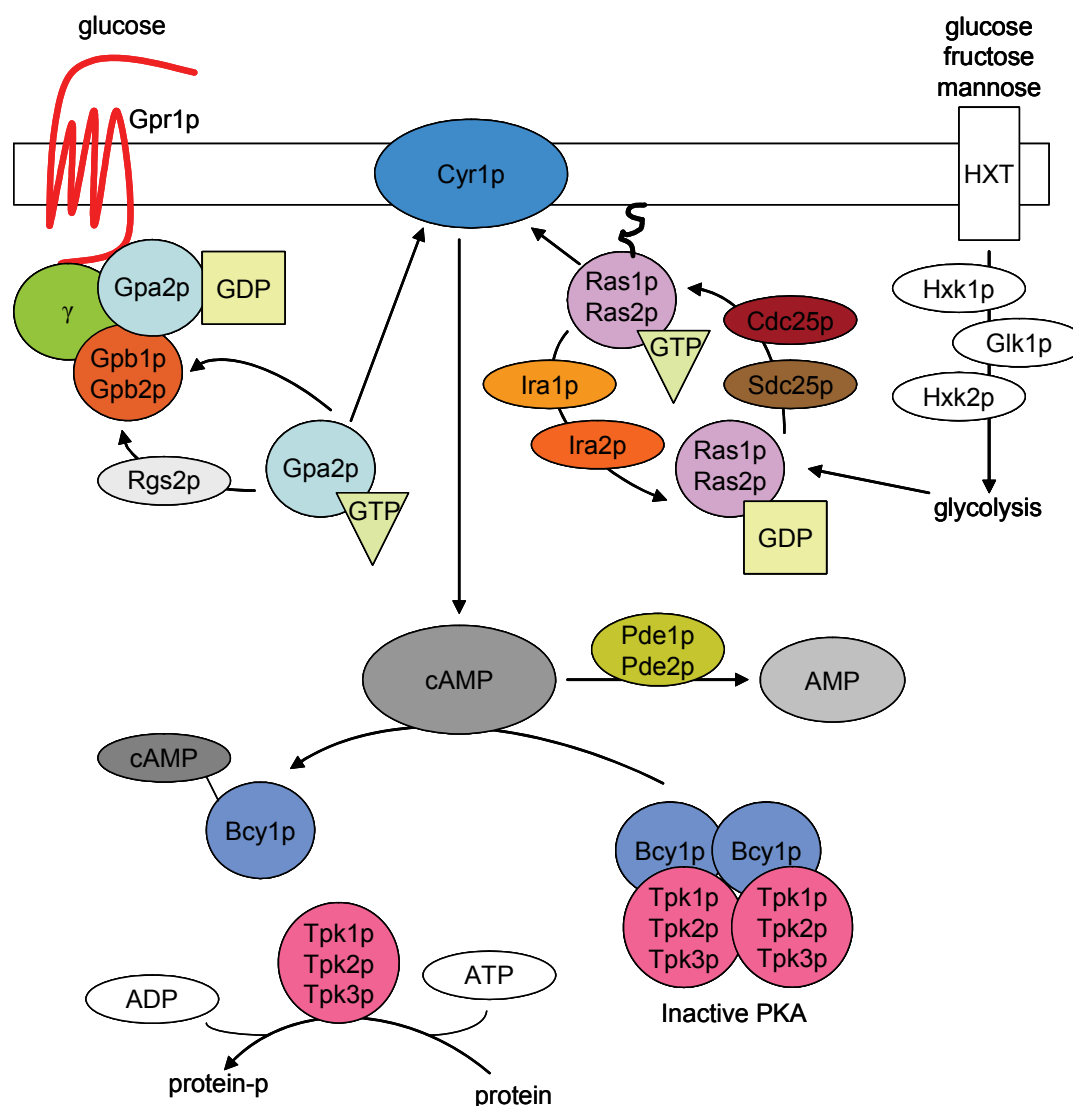 glucose
Gpr1p
glucose
fructose
mannose
HXT
Cyr1p
γ
Gpa2p
GDP
Gpb1p
Gpb2p
Rgs2p
Gpa2p
GTP
Ras1p
Ras2p
GTP
Cdc25p
Sdc25p
Ira1p
Ira2p
Ras1p
Ras2p
GDP
Hxk1p
Glk1p
Hxk2p
glycolysis
cAMP
Pde1p
Pde2p
AMP
cAMP
Bcy1p
Bcy1p
Bcy1p
Tpk1p
Tpk2p
Tpk3p
Tpk1p
Tpk2p
Tpk3p
Inactive PKA
Tpk1p
Tpk2p
Tpk3p
ADP
ATP
protein-p
protein